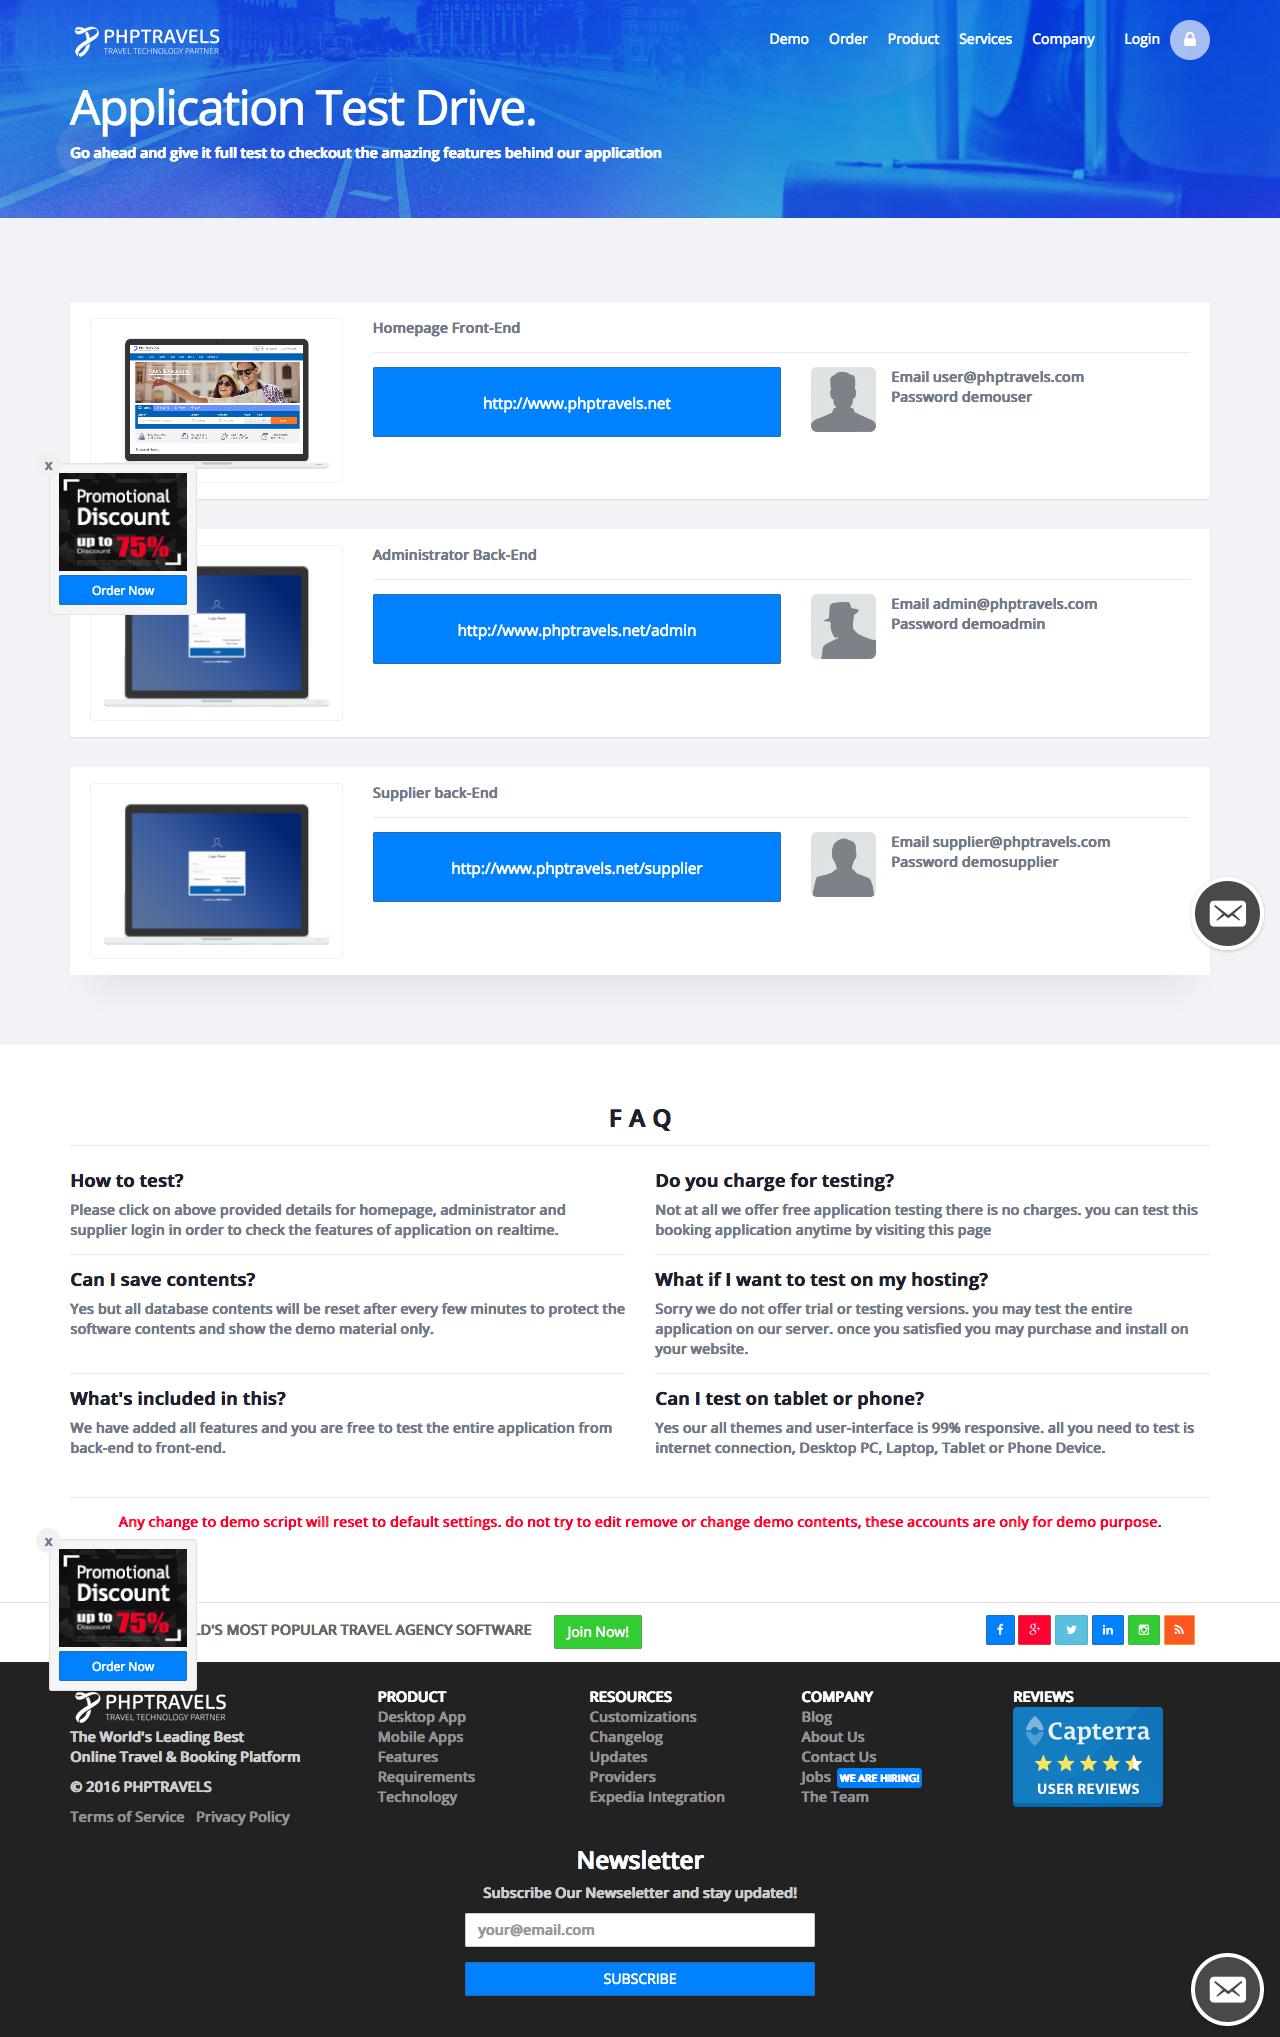 PHPTRAVELS
TRAVEL TECHNOLOGY PARTNER
Demo Order Product Services Company Login
Application Test Drive.
Go ahead and give it full test to checkout the amazing features behind our application
Homepage Front-End
http://www.phptravels.net
Email user@phptravels.com
Password demouser
x
Promotional
Discount
up to 75%
Discount
Order Now
Administrator Back-End
http://www.phptravels.net/admin
Email admin@phptravels.com
Password demoadmin
Supplier back-End
http://www.phptravels.net/supplier
Email supplier@phptravels.com
Password demosupplier
F A Q
How to test?
Please click on above provided details for homepage, administrator and
supplier login in order to check the features of application on realtime.
Do you charge for testing?
Not at all we offer free application testing there is no charges. you can test this
booking application anytime by visiting this page
Can I save contents?
Yes but all database contents will be reset after every few minutes to protect the
software contents and show the demo material only.
What if I want to test on my hosting?
Sorry we do not offer trial or testing versions. you may test the entire
application on our server. once you satisfied you may purchase and install on
your website.
What's included in this?
We have added all features and you are free to test the entire application from
back-end to front-end.
Can I test on tablet or phone?
Yes our all themes and user-interface is 99% responsive. all you need to test is
internet connection, Desktop PC, Laptop, Tablet or Phone Device.
Any change to demo script will reset to default settings. do not try to edit remove or change demo contents, these accounts are only for demo purpose.
x
Promotional
Discount
up to 75%
Discount
Order Now
LD'S MOST POPULAR TRAVEL AGENCY SOFTWARE
Join Now!
PHPTRAVELS
TRAVEL TECHNOLOGY PARTNER
The World's Leading Best
Online Travel & Booking Platform
© 2016 PHPTRAVELS
Terms of Service Privacy Policy
PRODUCT
Desktop App
Mobile Apps
Features
Requirements
Technology
RESOURCES
Customizations
Changelog
Updates
Providers
Expedia Integration
COMPANY
Blog
About Us
Contact Us
Jobs WE ARE HIRING!
The Team
REVIEWS
Capterra
USER REVIEWS
Newsletter
Subscribe Our Newseletter and stay updated!
your@email.com
SUBSCRIBE